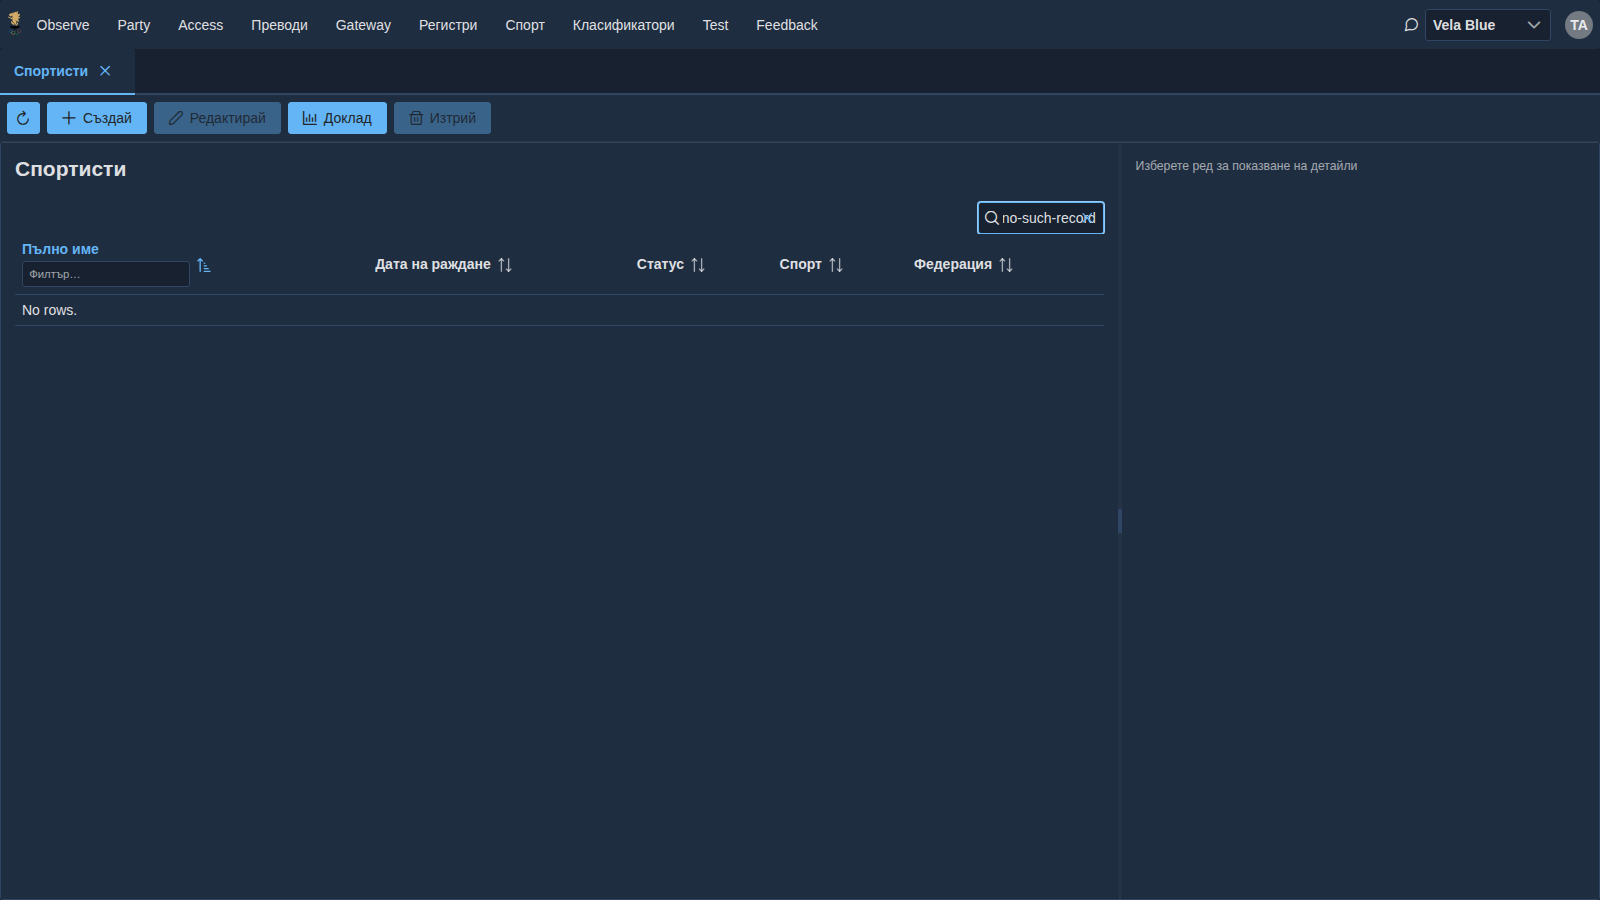 Observe Party Access Преводи Gateway Регистри Спорт Класификатори Test Feedback Vela Blue TA
Спортисти
Създай Редактирай Доклад Изтрий
Спортисти
Изберете ред за показване на детайли
no-such-record
Пълно име
Филтър...
Дата на раждане Статус Спорт Федерация
No rows.